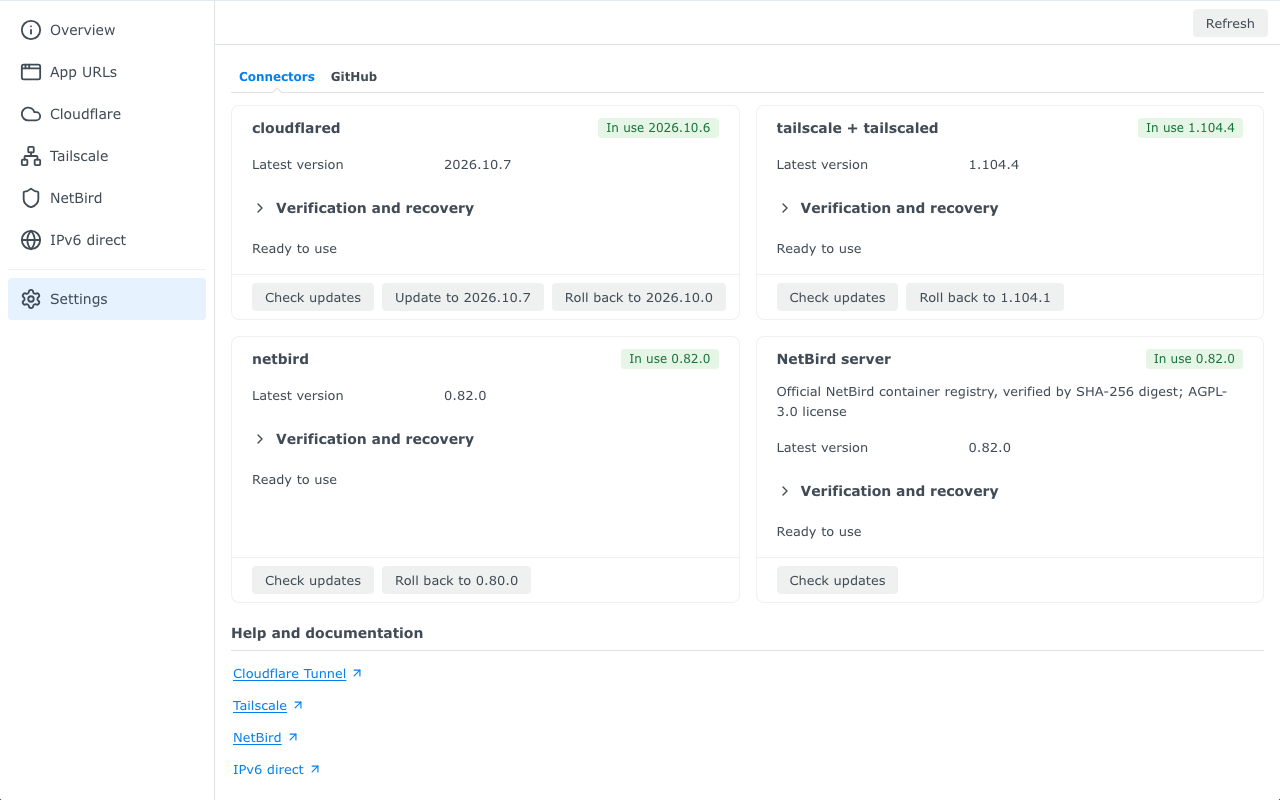 Overview
App URLs
Cloudflare
Tailscale
NetBird
IPv6 direct
Settings
Refresh
Connectors
GitHub
cloudflared
In use 2026.10.6
Latest version
2026.10.7
Verification and recovery
Ready to use
Check updates
Update to 2026.10.7
Roll back to 2026.10.0
tailscale + tailscaled
In use 1.104.4
Latest version
1.104.4
Verification and recovery
Ready to use
Check updates
Roll back to 1.104.1
netbird
In use 0.82.0
Latest version
0.82.0
Verification and recovery
Ready to use
Check updates
Roll back to 0.80.0
NetBird server
In use 0.82.0
Official NetBird container registry, verified by SHA-256 digest; AGPL-
3.0 license
Latest version
0.82.0
Verification and recovery
Ready to use
Check updates
Help and documentation
Cloudflare Tunnel
Tailscale
NetBird
IPv6 direct